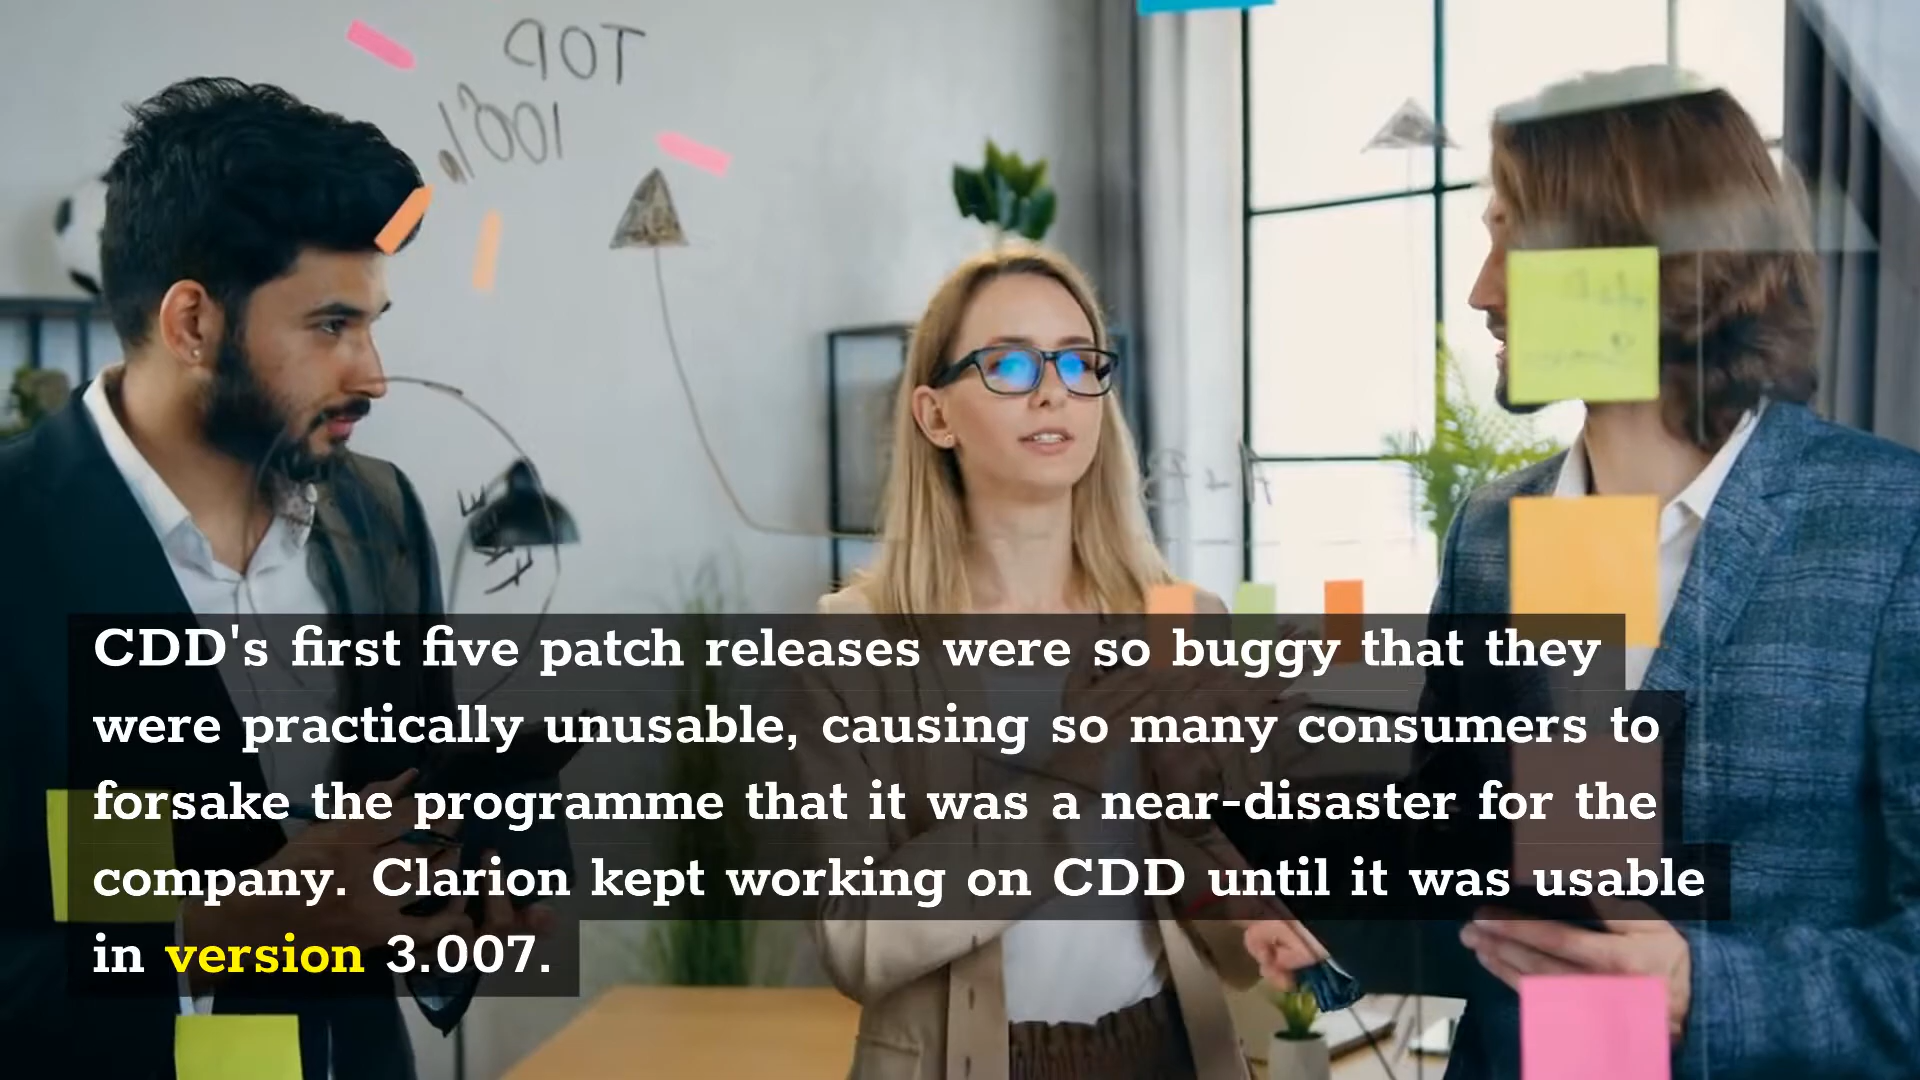 TOP
100%
CDD's first five patch releases were so buggy that they
were practically unusable, causing so many consumers to
forsake the programme that it was a near-disaster for the
company. Clarion kept working on CDD until it was usable
in version 3.007.